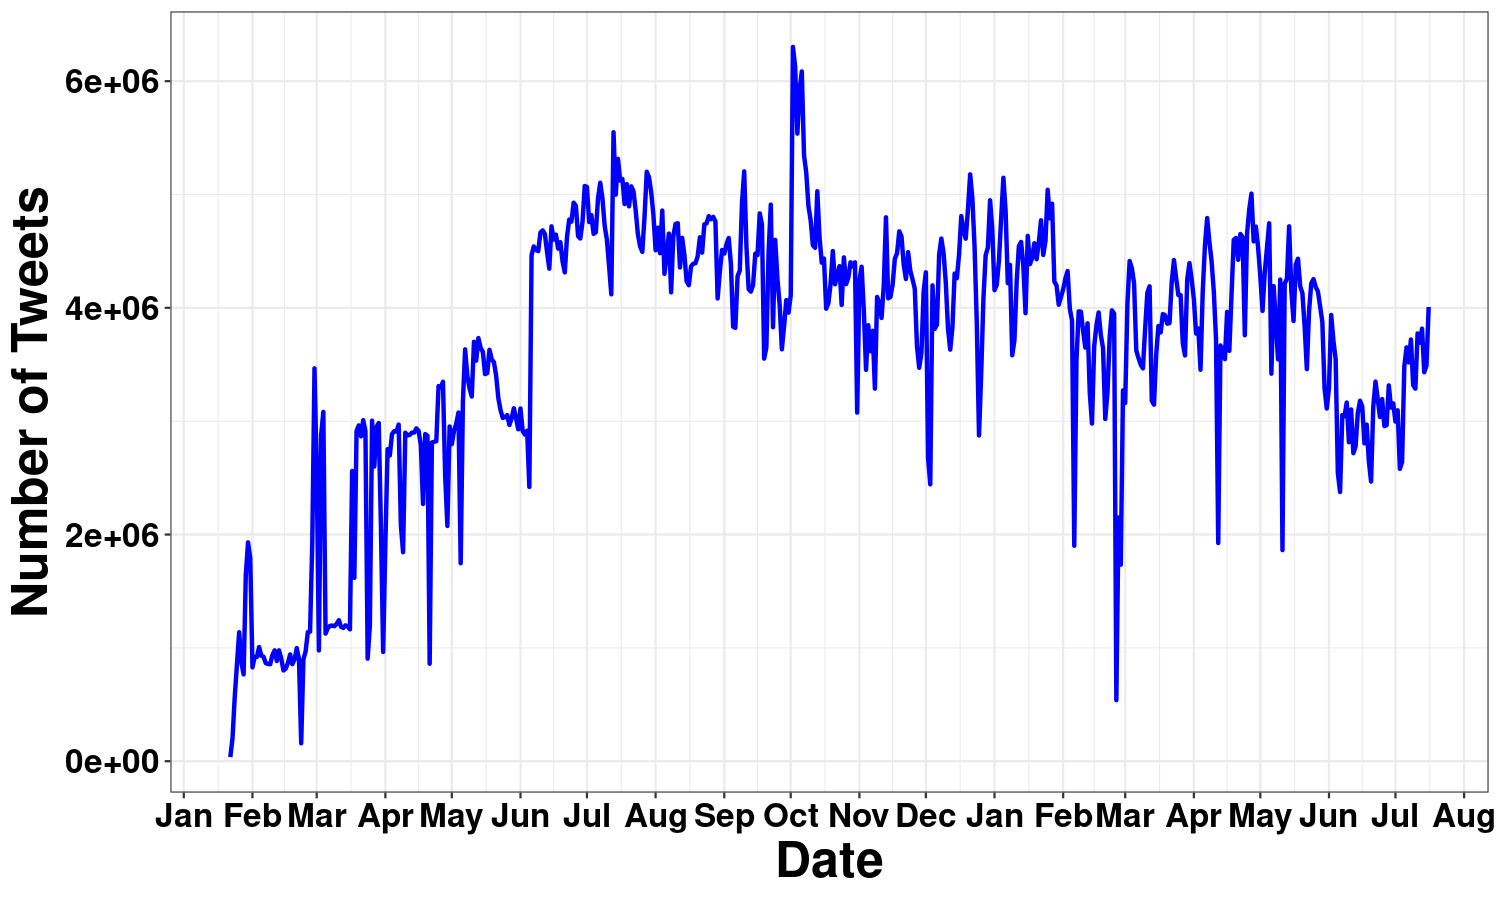 Number of Tweets
6e+06
4e+06
2e+06
0e+00
Jan Feb Mar Apr May Jun Jul Aug Sep Oct Nov Dec Jan Feb Mar Apr May Jun Jul Aug
Date